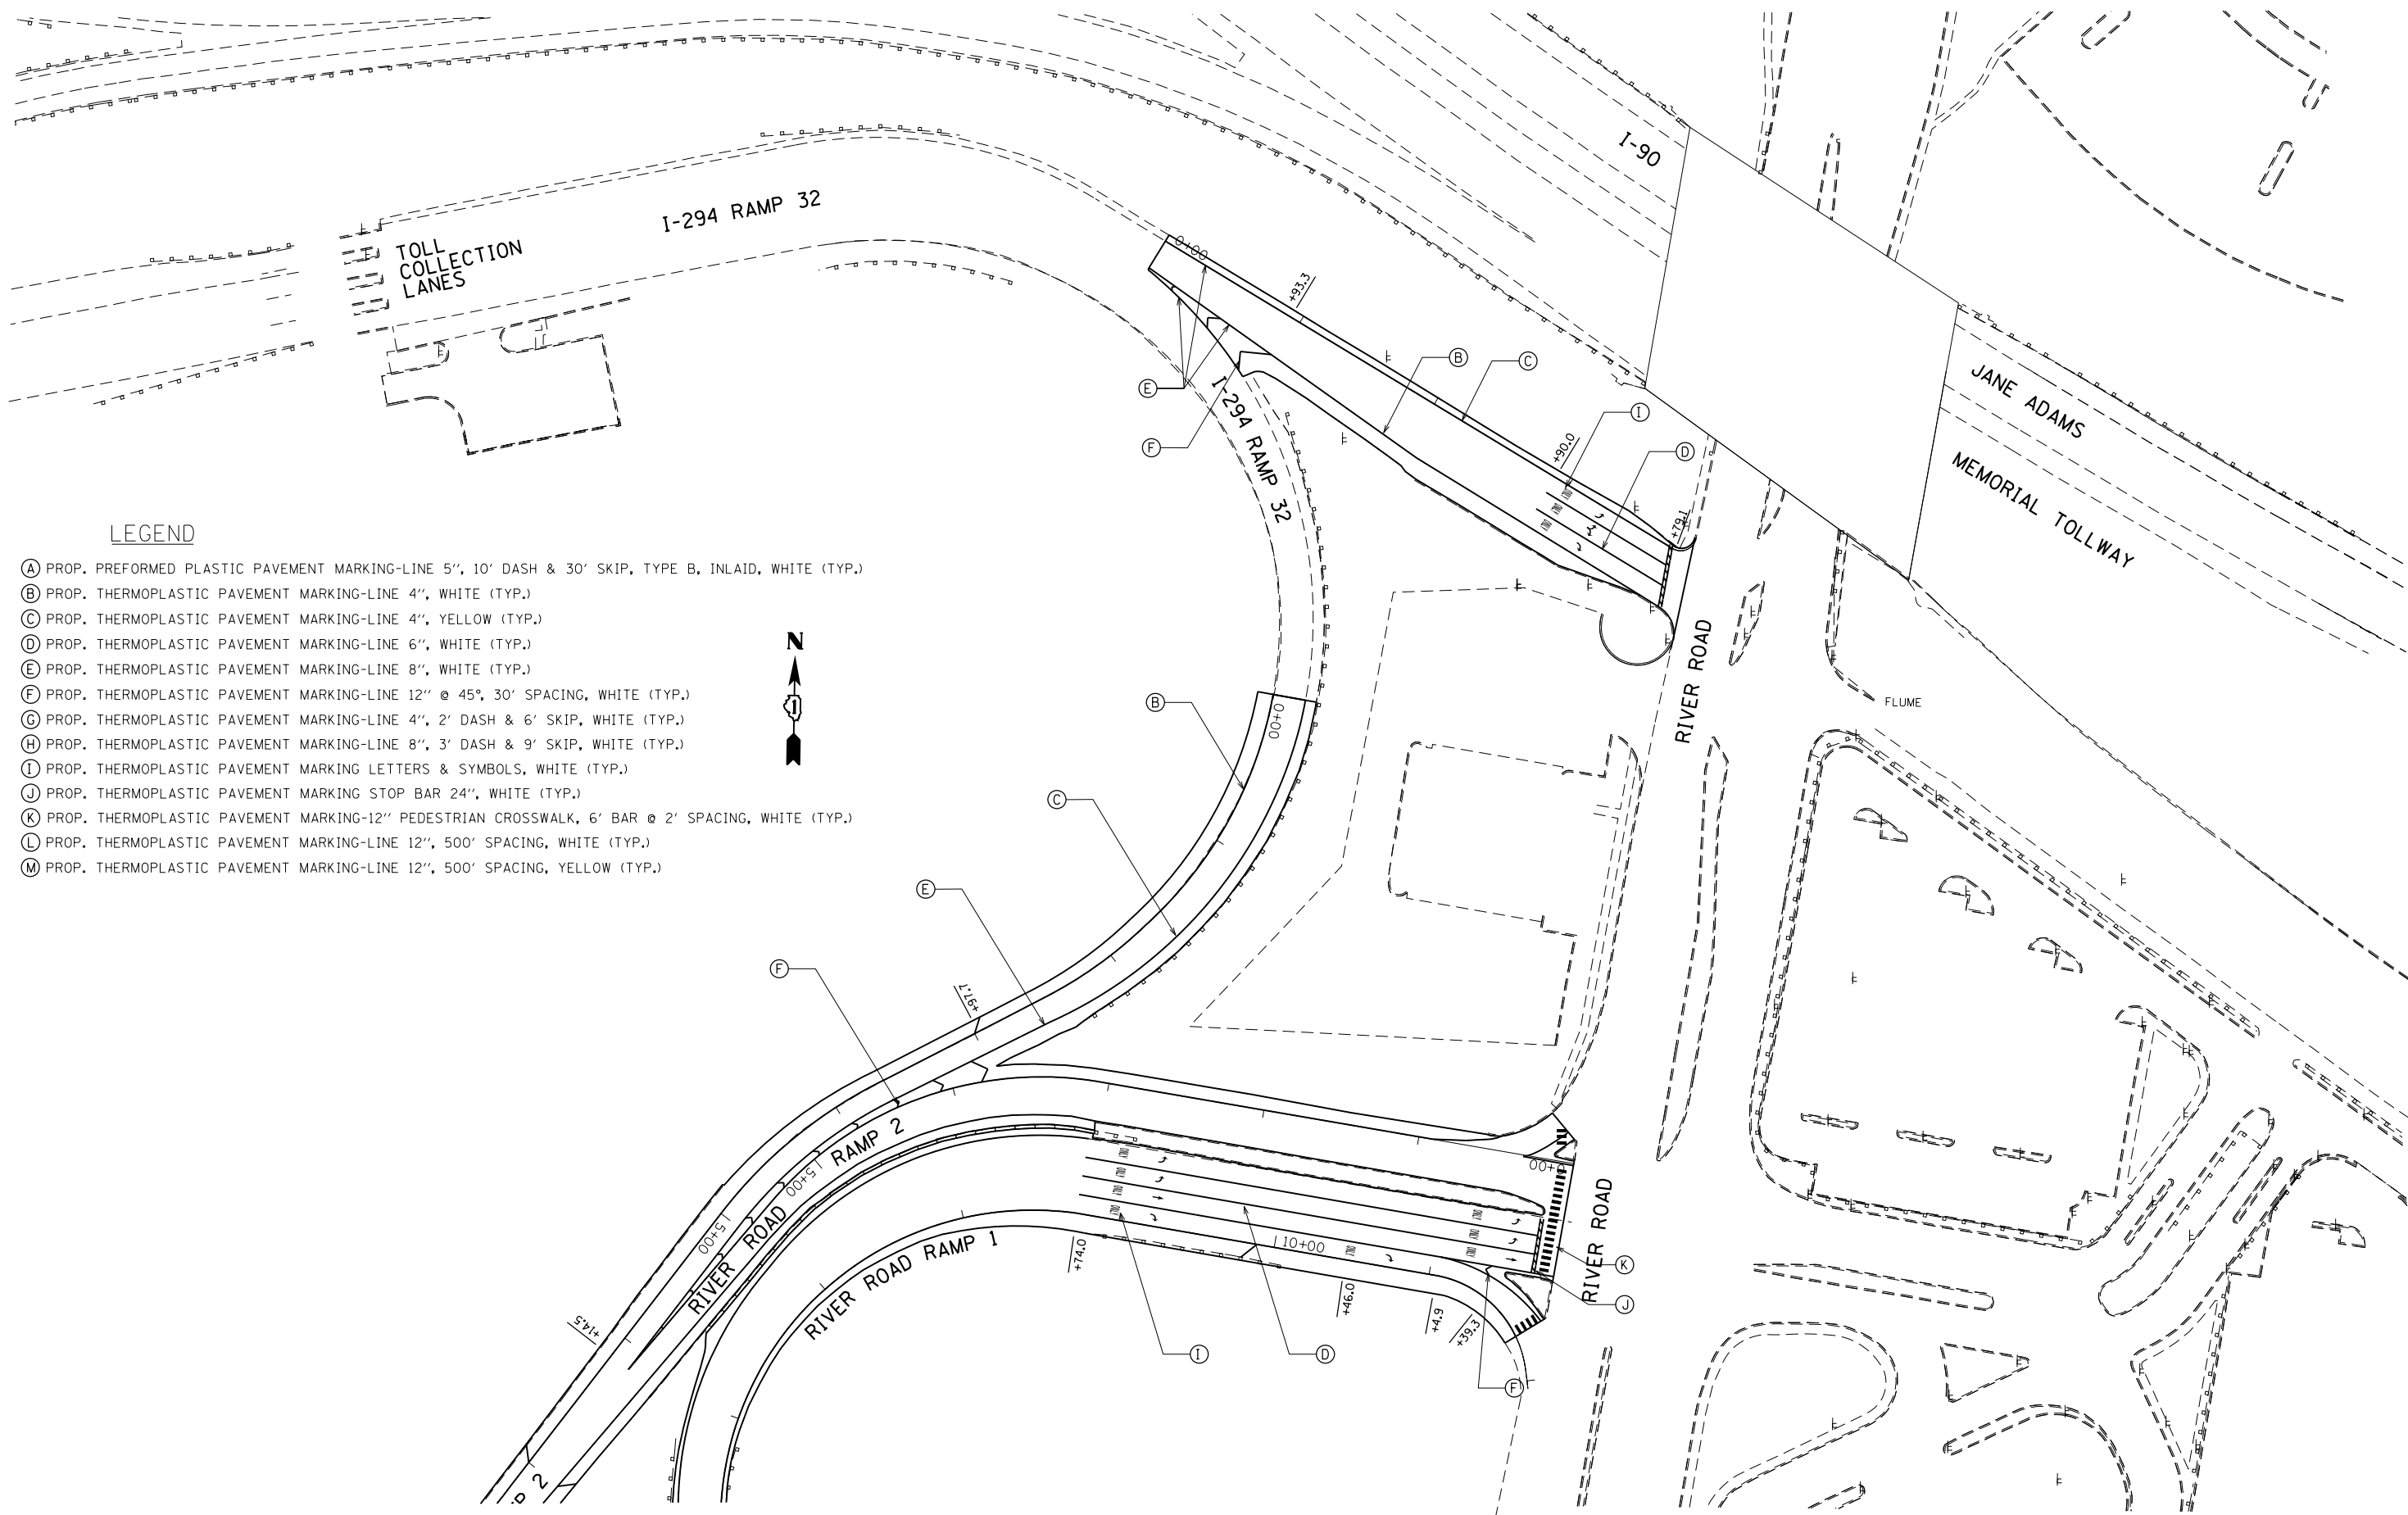 I-90
I-294 RAMP 32
TOLL
COLLECTION
LANES
0+00
+93.3
B
C
E
I
F
I-294 RAMP 32
+90.0
D
+79.1
JANE ADAMS
MEMORIAL TOLLWAY
RIVER ROAD
FLUME
LEGEND
A PROP. PREFORMED PLASTIC PAVEMENT MARKING-LINE 5", 10' DASH & 30' SKIP, TYPE B, INLAID, WHITE (TYP.)
B PROP. THERMOPLASTIC PAVEMENT MARKING-LINE 4", WHITE (TYP.)
C PROP. THERMOPLASTIC PAVEMENT MARKING-LINE 4", YELLOW (TYP.)
D PROP. THERMOPLASTIC PAVEMENT MARKING-LINE 6", WHITE (TYP.)
E PROP. THERMOPLASTIC PAVEMENT MARKING-LINE 8", WHITE (TYP.)
F PROP. THERMOPLASTIC PAVEMENT MARKING-LINE 12" @ 45°, 30' SPACING, WHITE (TYP.)
G PROP. THERMOPLASTIC PAVEMENT MARKING-LINE 4", 2' DASH & 6' SKIP, WHITE (TYP.)
H PROP. THERMOPLASTIC PAVEMENT MARKING-LINE 8", 3' DASH & 9' SKIP, WHITE (TYP.)
I PROP. THERMOPLASTIC PAVEMENT MARKING LETTERS & SYMBOLS, WHITE (TYP.)
J PROP. THERMOPLASTIC PAVEMENT MARKING STOP BAR 24", WHITE (TYP.)
K PROP. THERMOPLASTIC PAVEMENT MARKING-12" PEDESTRIAN CROSSWALK, 6' BAR @ 2' SPACING, WHITE (TYP.)
L PROP. THERMOPLASTIC PAVEMENT MARKING-LINE 12", 500' SPACING, WHITE (TYP.)
M PROP. THERMOPLASTIC PAVEMENT MARKING-LINE 12", 500' SPACING, YELLOW (TYP.)
N
B
0+00
C
E
F
+97.7
RIVER ROAD RAMP 2
15+00
5+00
+14.5
RIVER ROAD RAMP 1
+74.0
10+00
+46.0
+4.9
+39.3
0+00
RIVER ROAD
K
J
I
D
F
P 2